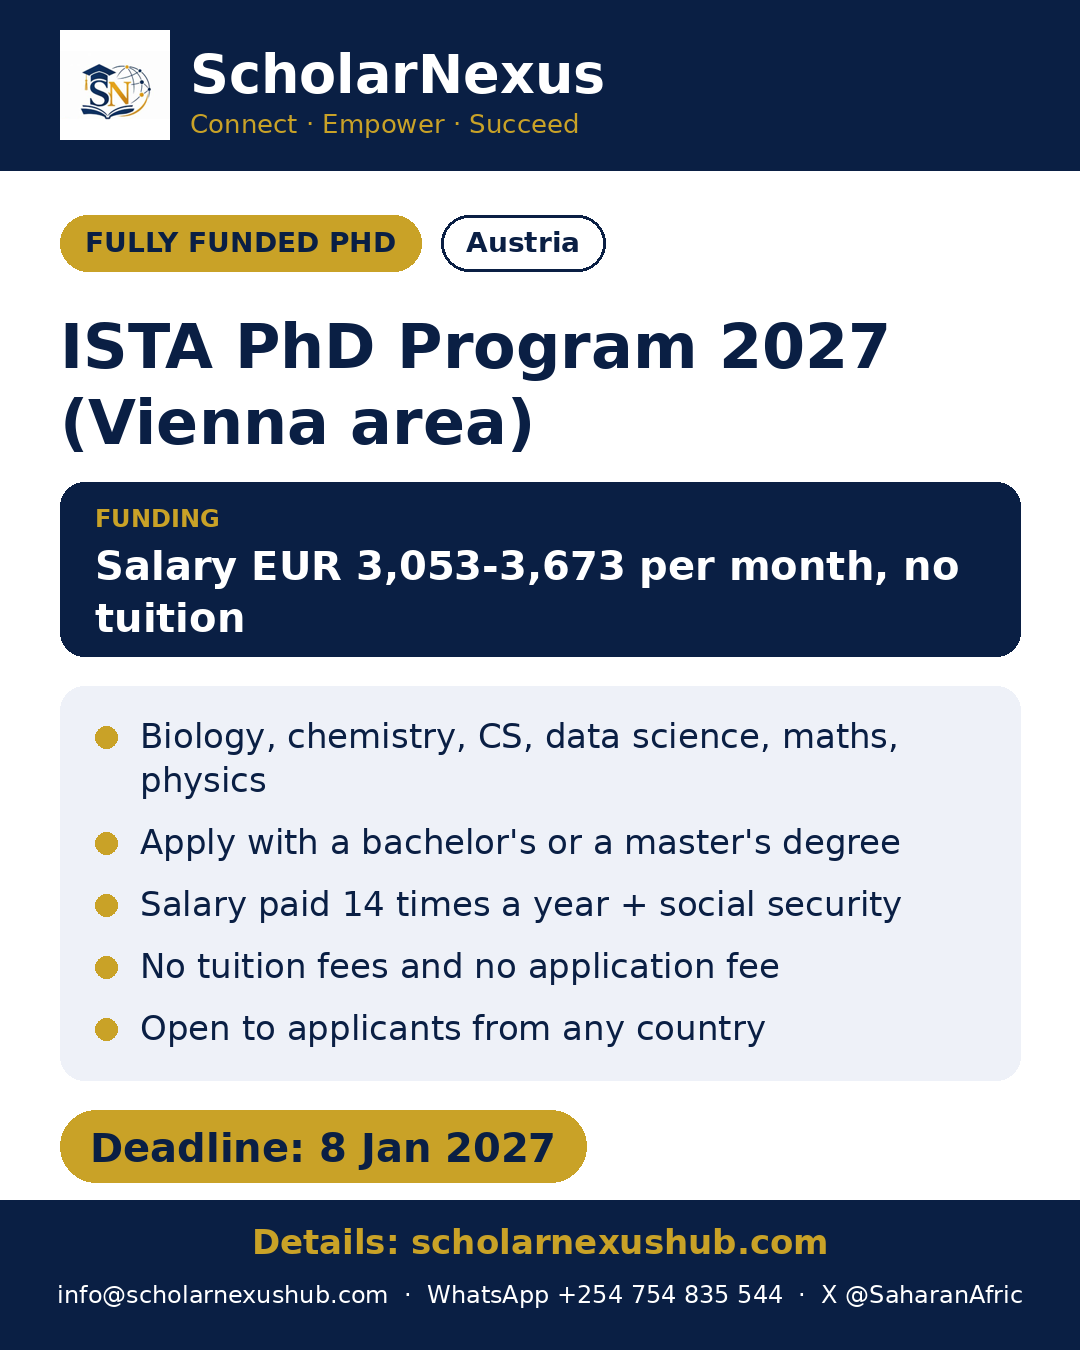 SN
ScholarNexus
Connect · Empower · Succeed
FULLY FUNDED PHD
Austria
ISTA PhD Program 2027
(Vienna area)
FUNDING
Salary EUR 3,053-3,673 per month, no
tuition
Biology, chemistry, CS, data science, maths,
physics
Apply with a bachelor's or a master's degree
Salary paid 14 times a year + social security
No tuition fees and no application fee
Open to applicants from any country
Deadline: 8 Jan 2027
Details: scholarnexushub.com
info@scholarnexushub.com · WhatsApp +254 754 835 544 · X @SaharanAfric